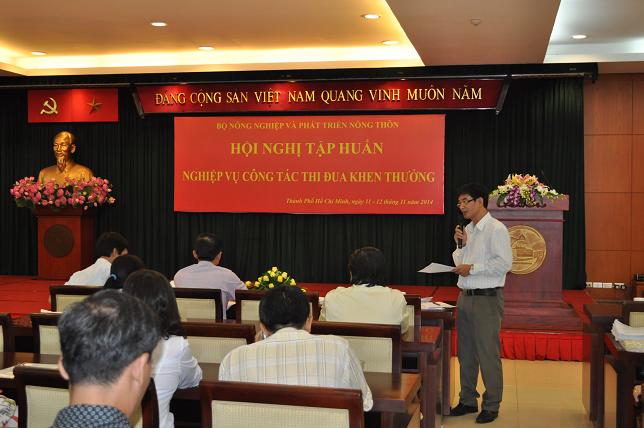 ĐẢNG CỘNG SẢN VIỆT NAM QUANG VINH MUÔN NĂM
BỘ NÔNG NGHIỆP VÀ PHÁT TRIỂN NÔNG THÔN
HỘI NGHỊ TẬP HUẤN
NGHIỆP VỤ CÔNG TÁC THI ĐUA KHEN THƯỞNG
Thành Phố Hồ Chí Minh, ngày 11 - 12 tháng 11 năm 2014